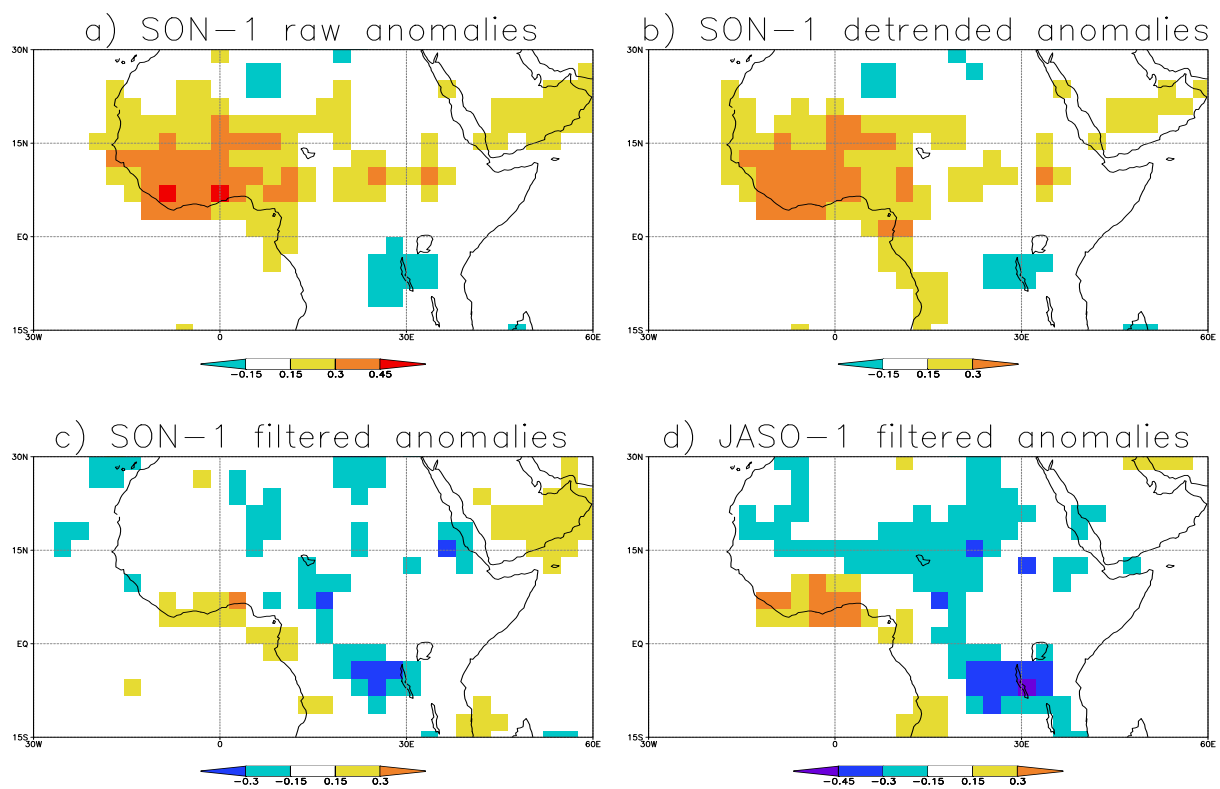 a) SON-1 raw anomalies
b) SON-1 detrended anomalies
30N
15N
EQ
15S
30W
0
30E
60E
30N
15N
EQ
15S
30W
0
30E
60E
-0.15
0.15
0.3
0.45
-0.15
0.15
0.3
c) SON-1 filtered anomalies
d) JASO-1 filtered anomalies
30N
15N
EQ
15S
30W
0
30E
60E
30N
15N
EQ
15S
30W
0
30E
60E
-0.3
-0.15
0.15
0.3
-0.45
-0.3
-0.15
0.15
0.3